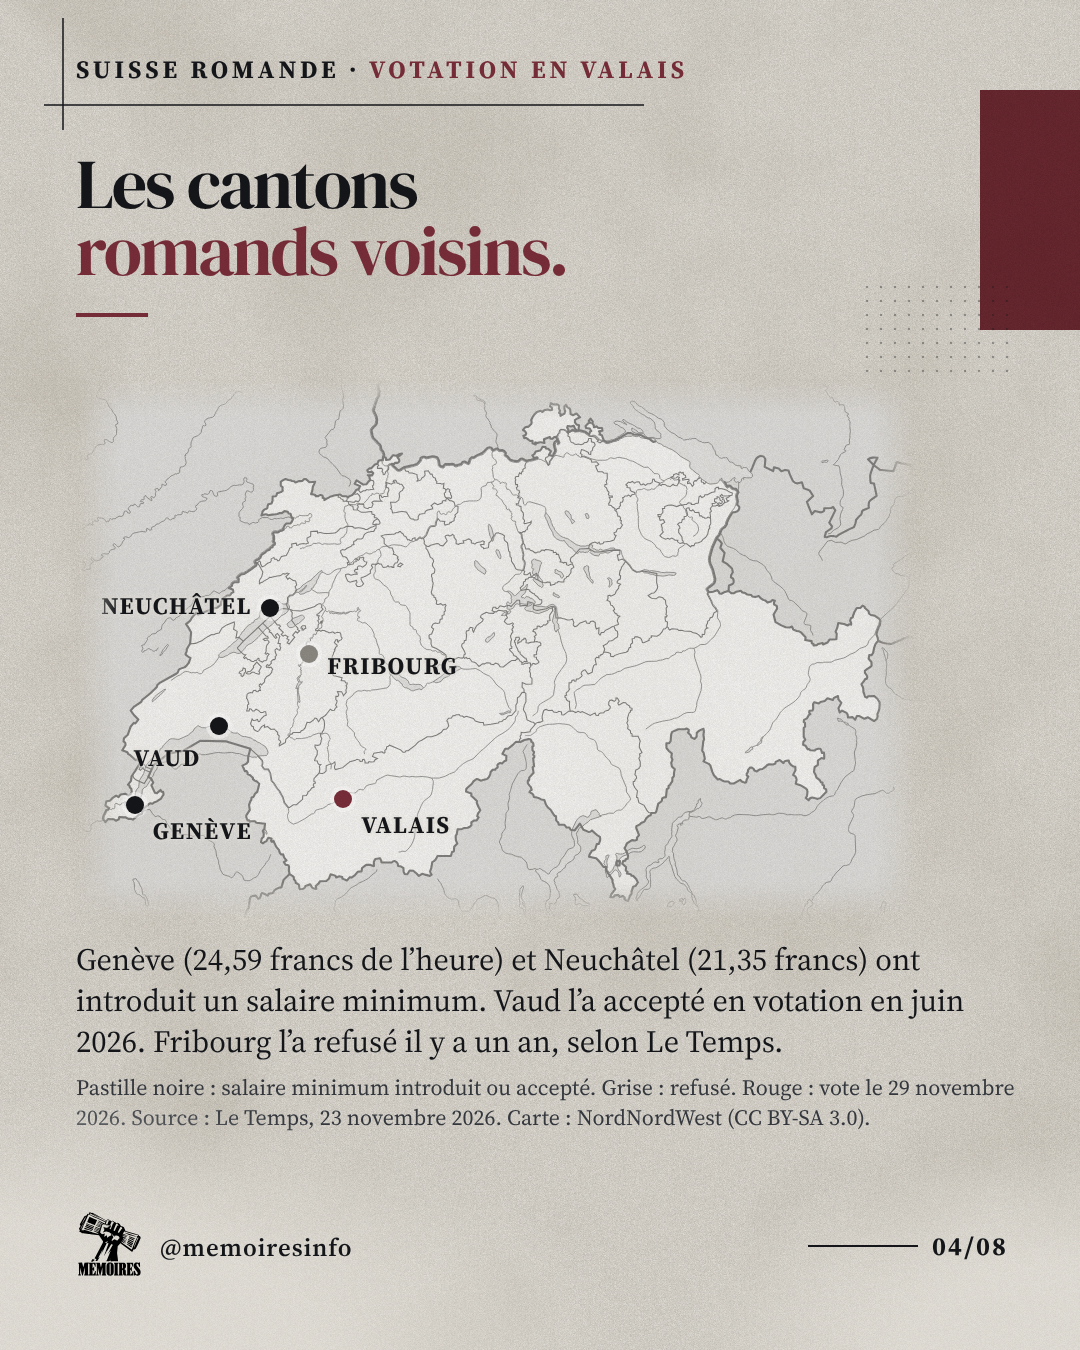 SUISSE ROMANDE · VOTATION EN VALAIS
Les cantons
romands voisins.
NEUCHÂTEL
FRIBOURG
VAUD
GENÈVE
VALAIS
Genève (24,59 francs de l’heure) et Neuchâtel (21,35 francs) ont
introduit un salaire minimum. Vaud l’a accepté en votation en juin
2026. Fribourg l’a refusé il y a un an, selon Le Temps.
Pastille noire : salaire minimum introduit ou accepté. Grise : refusé. Rouge : vote le 29 novembre
2026. Source : Le Temps, 23 novembre 2026. Carte : NordNordWest (CC BY-SA 3.0).
MÉMOIRES
@memoiresinfo
04/08